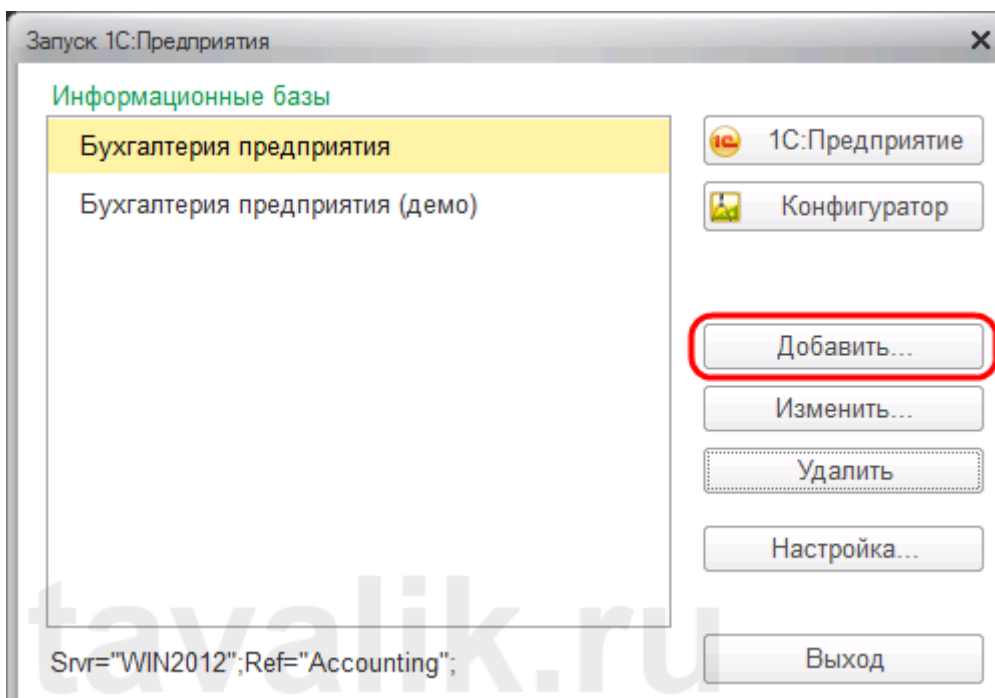 Запуск 1С:Предприятия
Информационные базы
Бухгалтерия предприятия
Бухгалтерия предприятия (демо)
1С:Предприятие
Конфигуратор
Добавить...
Изменить...
Удалить
Настройка...
Выход
Srvr="WIN2012";Ref="Accounting";
tavalik.ru